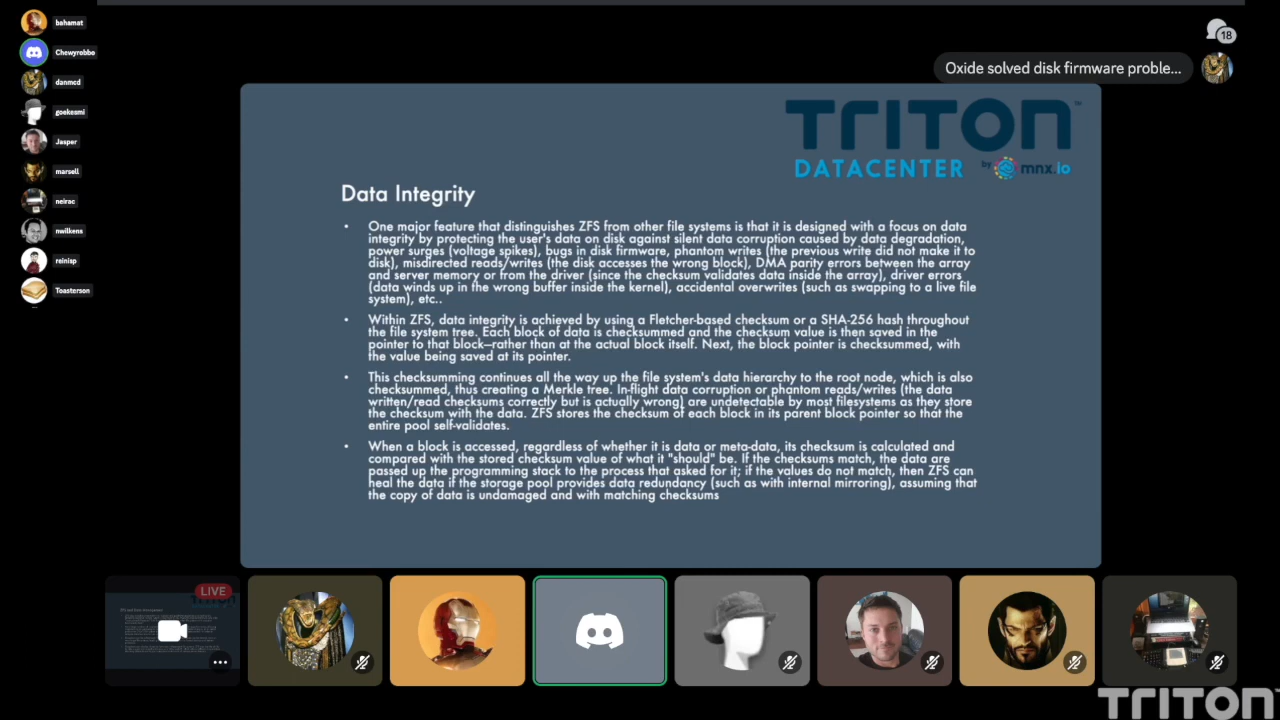 bahamat
Chewyrobbo
danmcd
goekesmi
Jasper
marsell
neirac
nwilkens
reinisp
Toasterson
18
Oxide solved disk firmware proble...
TRITON™
DATACENTER by mnx.io
Data Integrity
• One major feature that distinguishes ZFS from other file systems is that it is designed with a focus on data
integrity by protecting the user's data on disk against silent data corruption caused by data degradation,
power surges (voltage spikes), bugs in disk firmware, phantom writes (the previous write did not make it to
disk), misdirected reads/writes (the disk accesses the wrong block), DMA parity errors between the array
and server memory or from the driver (since the checksum validates data inside the array), driver errors
(data winds up in the wrong buffer inside the kernel), accidental overwrites (such as swapping to a live file
system), etc..
• Within ZFS, data integrity is achieved by using a Fletcher-based checksum or a SHA-256 hash throughout
the file system tree. Each block of data is checksummed and the checksum value is then saved in the
pointer to that block—rather than at the actual block itself. Next, the block pointer is checksummed, with
the value being saved at its pointer.
• This checksumming continues all the way up the file system's data hierarchy to the root node, which is also
checksummed, thus creating a Merkle tree. In-flight data corruption or phantom reads/writes (the data
written/read checksums correctly but is actually wrong) are undetectable by most filesystems as they store
the checksum with the data. ZFS stores the checksum of each block in its parent block pointer so that the
entire pool self-validates.
• When a block is accessed, regardless of whether it is data or meta-data, its checksum is calculated and
compared with the stored checksum value of what it "should" be. If the checksums match, the data are
passed up the programming stack to the process that asked for it; if the values do not match, then ZFS can
heal the data if the storage pool provides data redundancy (such as with internal mirroring), assuming that
the copy of data is undamaged and with matching checksums
LIVE
TRITON